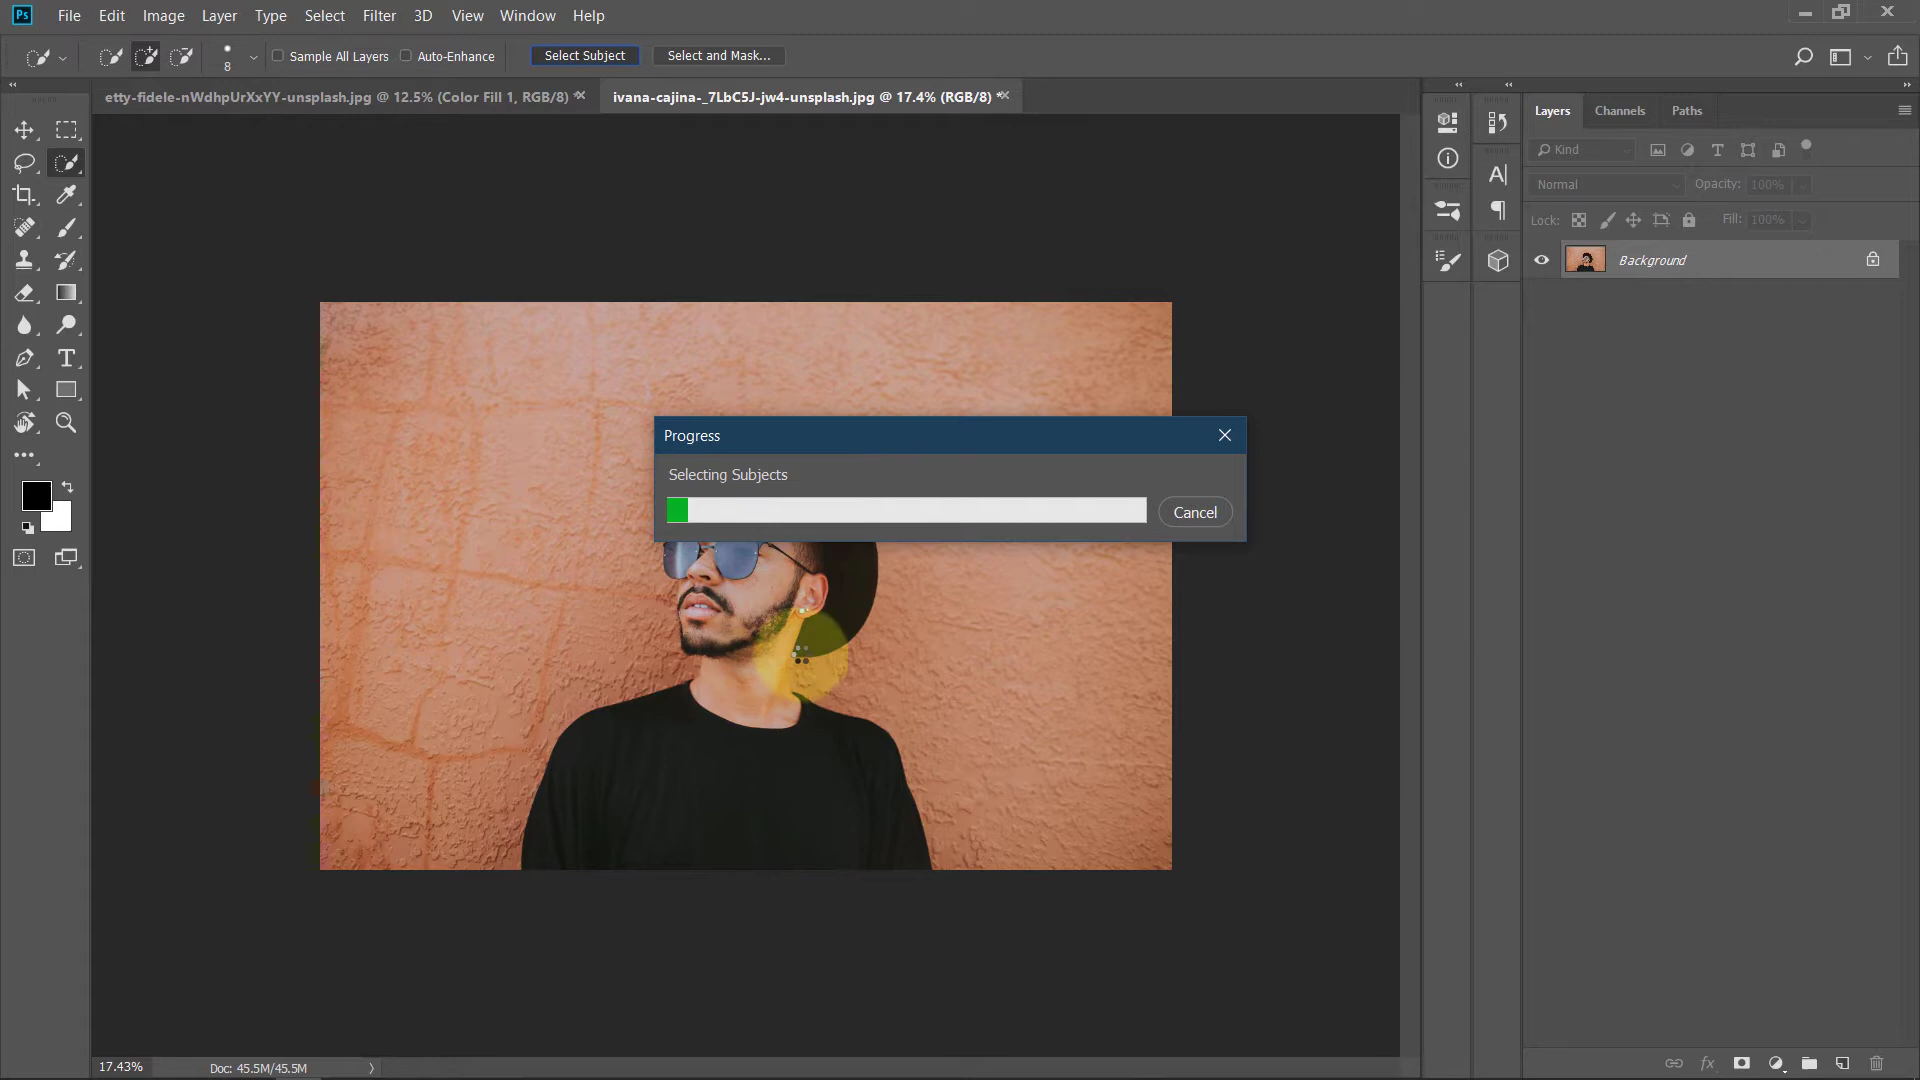 Ps File Edit Image Layer Type Select Filter 3D View Window Help
8 Sample All Layers Auto-Enhance Select Subject Select and Mask...
etty-fidele-nWdhpUrXxYY-unsplash.jpg @ 12.5% (Color Fill 1, RGB/8) * ivana-cajina-_7LbC5J-jw4-unsplash.jpg @ 17.4% (RGB/8) *
Layers Channels Paths
Kind
Normal Opacity: 100%
Lock: Fill: 100%
Background
Progress
Selecting Subjects
Cancel
17.43% Doc: 45.5M/45.5M